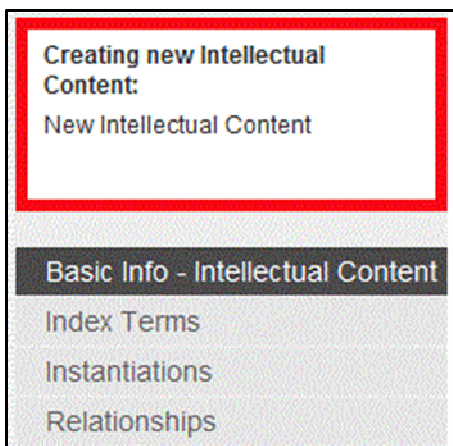 Creating new Intellectual
Content:
New Intellectual Content
Basic Info - Intellectual Content
Index Terms
Instantiations
Relationships